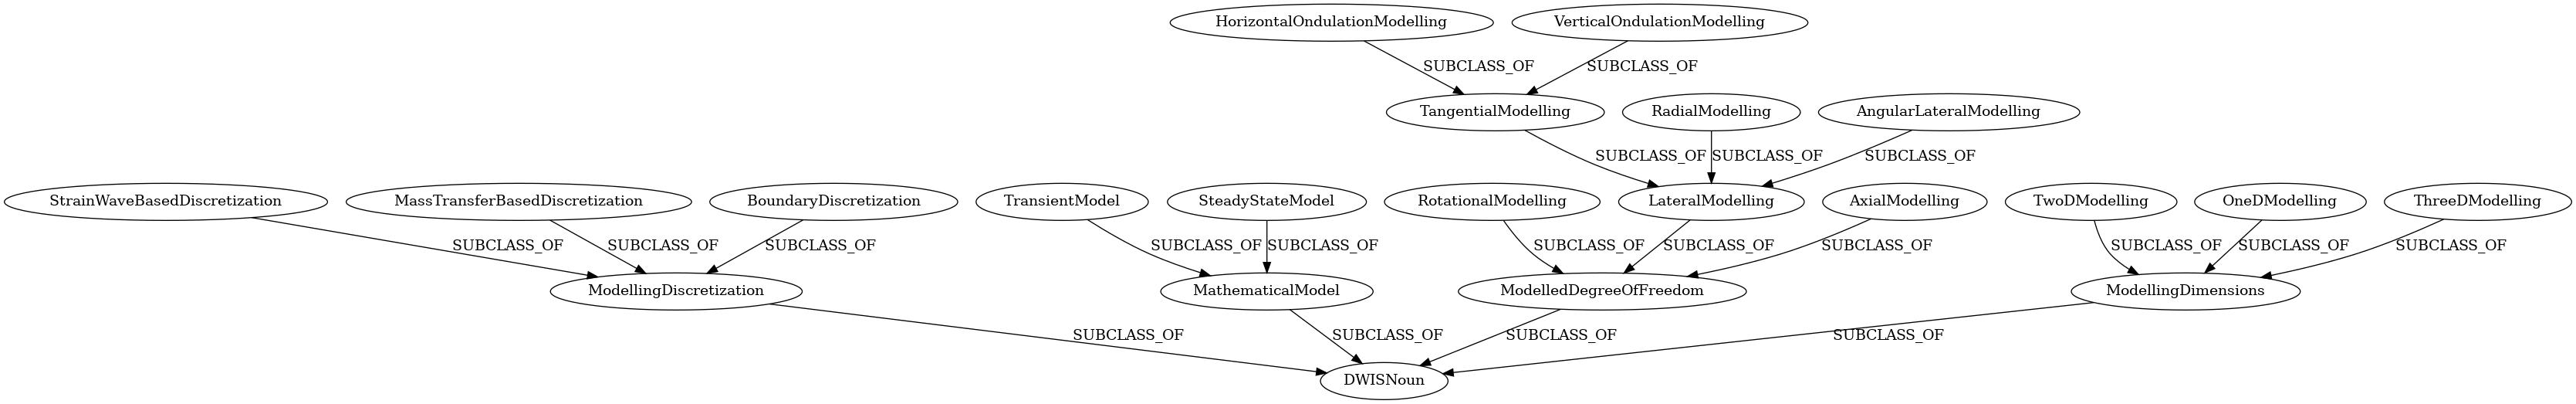 HorizontalOndulationModelling VerticalOndulationModelling
SUBCLASS_OF SUBCLASS_OF
TangentialModelling RadialModelling AngularLateralModelling
SUBCLASS_OF SUBCLASS_OF SUBCLASS_OF
StrainWaveBasedDiscretization MassTransferBasedDiscretization BoundaryDiscretization TransientModel SteadyStateModel RotationalModelling LateralModelling AxialModelling TwoDModelling OneDModelling ThreeDModelling
SUBCLASS_OF SUBCLASS_OF SUBCLASS_OF SUBCLASS_OF SUBCLASS_OF SUBCLASS_OF SUBCLASS_OF SUBCLASS_OF SUBCLASS_OF SUBCLASS_OF SUBCLASS_OF
ModellingDiscretization MathematicalModel ModelledDegreeOfFreedom ModellingDimensions
SUBCLASS_OF SUBCLASS_OF SUBCLASS_OF SUBCLASS_OF
DWISNoun